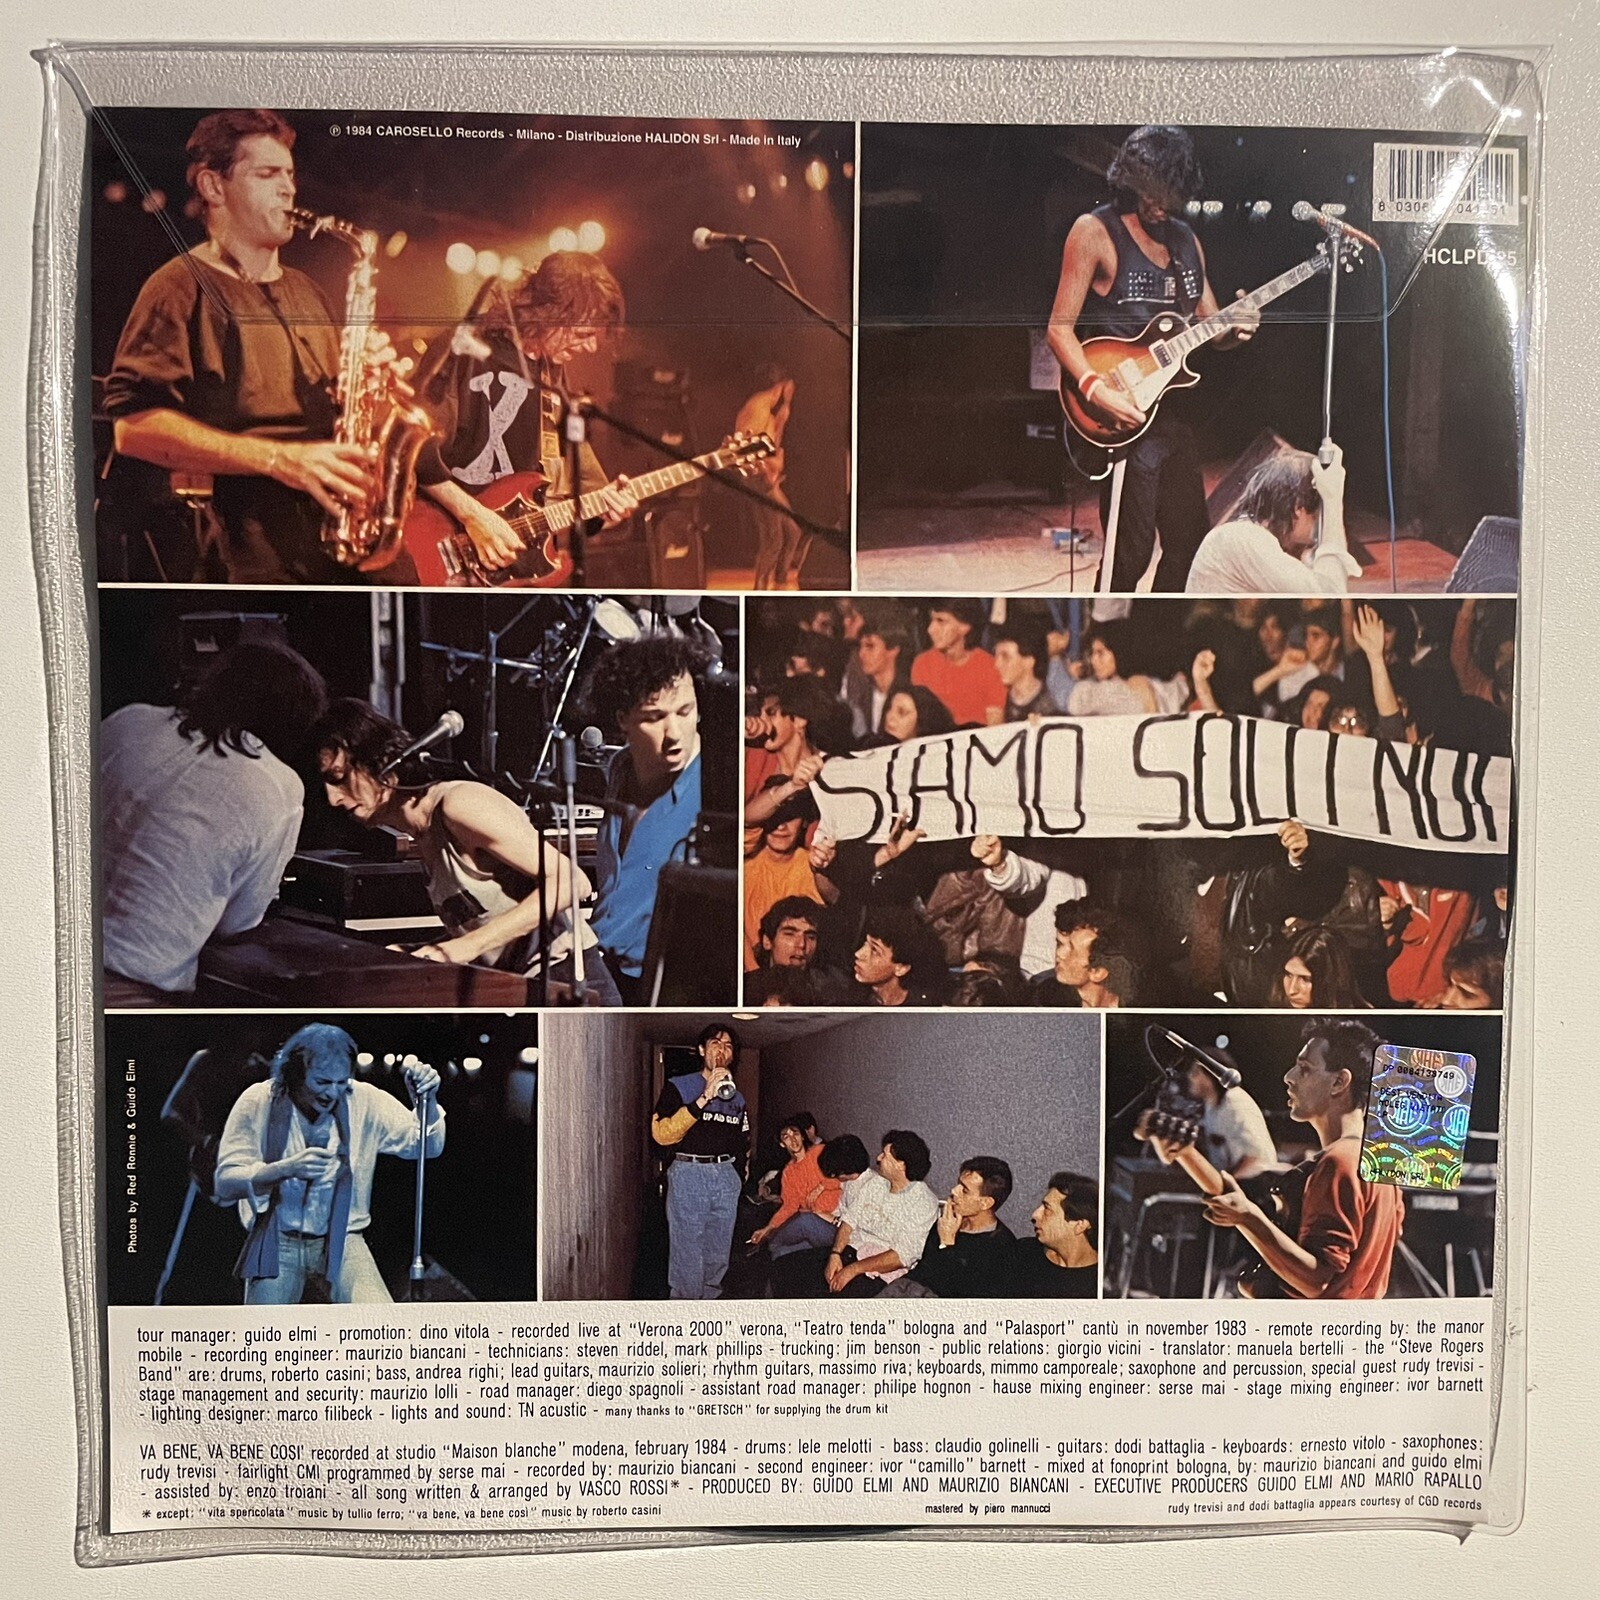 ℗ 1984 CAROSELLO Records - Milano - Distribuzione HALIDON Srl - Made in Italy
HCLPD
X
SIAMO SOLI NOI
UP AID
Photos by Red Ronnie & Guido Elmi
DP 0004138749
HALIDON SRL
tour manager: guido elmi - promotion: dino vitola - recorded live at "Verona 2000" verona, "Teatro tenda" bologna and "Palasport" cantù in november 1983 - remote recording by: the manor
mobile - recording engineer: maurizio biancani - technicians: steven riddel, mark phillips - trucking: jim benson - public relations: giorgio vicini - translator: manuela bertelli - the "Steve Rogers
Band" are: drums, roberto casini; bass, andrea righi; lead guitars, maurizio solieri; rhythm guitars, massimo riva; keyboards, mimmo camporeale; saxophone and percussion, special guest rudy trevisi -
stage management and security: maurizio lolli - road manager: diego spagnoli - assistant road manager: philipe hognon - hause mixing engineer: serse mai - stage mixing engineer: ivor barnett
- lighting designer: marco filibeck - lights and sound: TN acustic - many thanks to "GRETSCH" for supplying the drum kit
VA BENE, VA BENE COSI' recorded at studio "Maison blanche" modena, february 1984 - drums: lele melotti - bass: claudio golinelli - guitars: dodi battaglia - keyboards: ernesto vitolo - saxophones:
rudy trevisi - fairlight CMI programmed by serse mai - recorded by: maurizio biancani - second engineer: ivor "camillo" barnett - mixed at fonoprint bologna, by: maurizio biancani and guido elmi
- assisted by: enzo troiani - all song written & arranged by VASCO ROSSI* - PRODUCED BY: GUIDO ELMI AND MAURIZIO BIANCANI - EXECUTIVE PRODUCERS GUIDO ELMI AND MARIO RAPALLO
* except: "vita spericolata" music by tullio ferro; "va bene, va bene così" music by roberto casini mastered by piero mannucci rudy trevisi and dodi battaglia appears courtesy of CGD records